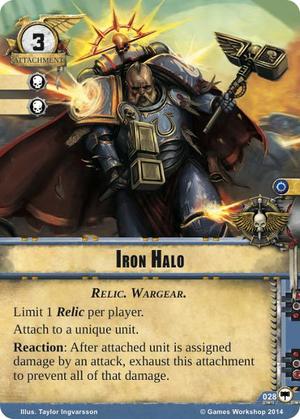 3
ATTACHMENT
IRON HALO
RELIC. WARGEAR.
Limit 1 Relic per player.
Attach to a unique unit.
Reaction: After attached unit is assigned
damage by an attack, exhaust this attachment
to prevent all of that damage.
028
Illus. Taylor Ingvarsson
© Games Workshop 2014